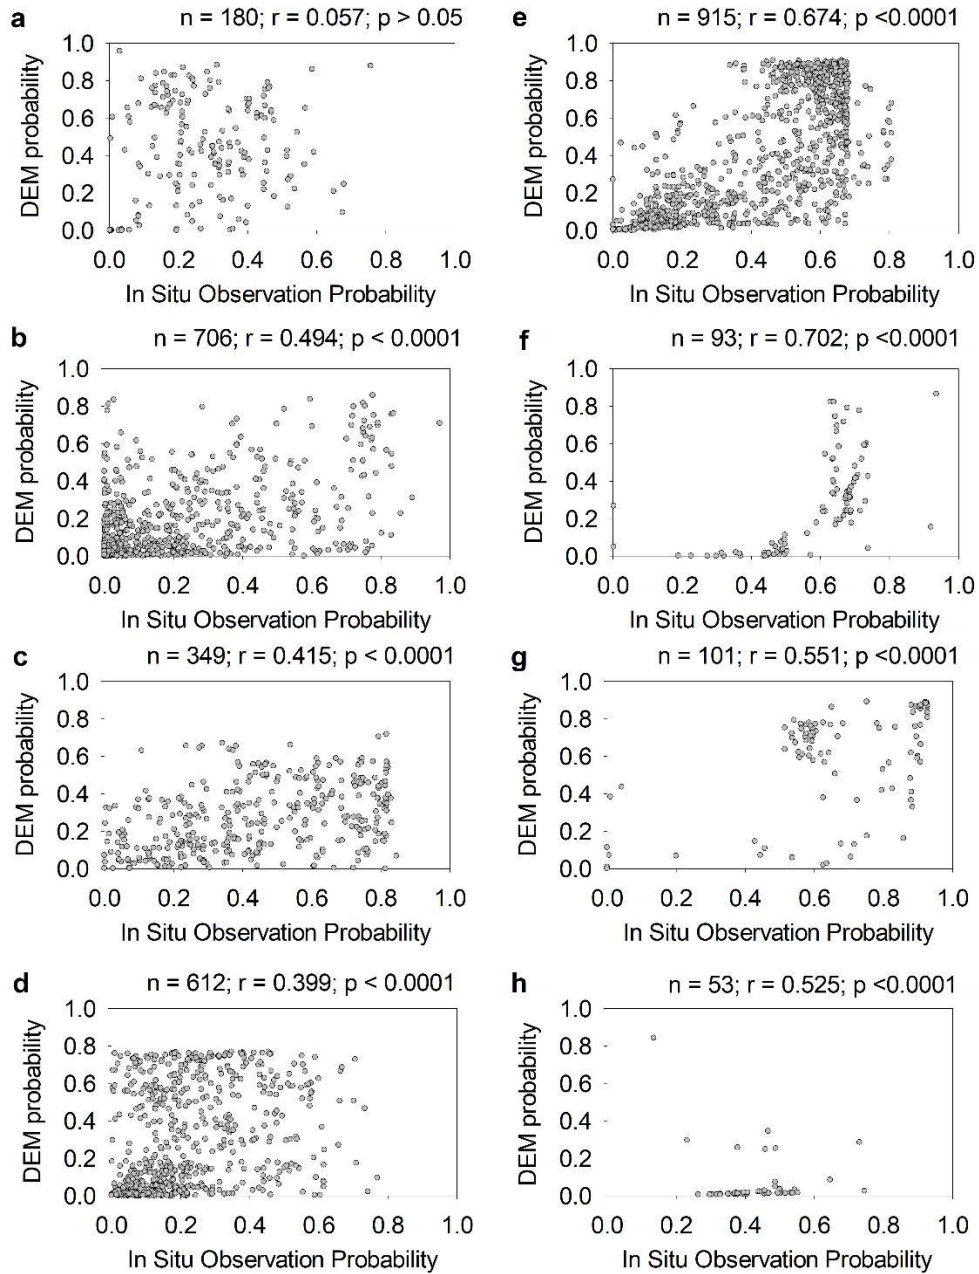 a n = 180; r = 0.057; p > 0.05
DEM probability
1.0
0.8
0.6
0.4
0.2
0.0
0.0 0.2 0.4 0.6 0.8 1.0
In Situ Observation Probability
e n = 915; r = 0.674; p <0.0001
DEM probability
1.0
0.8
0.6
0.4
0.2
0.0
0.0 0.2 0.4 0.6 0.8 1.0
In Situ Observation Probability
b n = 706; r = 0.494; p < 0.0001
DEM probability
1.0
0.8
0.6
0.4
0.2
0.0
0.0 0.2 0.4 0.6 0.8 1.0
In Situ Observation Probability
f n = 93; r = 0.702; p <0.0001
DEM probability
1.0
0.8
0.6
0.4
0.2
0.0
0.0 0.2 0.4 0.6 0.8 1.0
In Situ Observation Probability
c n = 349; r = 0.415; p < 0.0001
DEM probability
1.0
0.8
0.6
0.4
0.2
0.0
0.0 0.2 0.4 0.6 0.8 1.0
In Situ Observation Probability
g n = 101; r = 0.551; p <0.0001
DEM probability
1.0
0.8
0.6
0.4
0.2
0.0
0.0 0.2 0.4 0.6 0.8 1.0
In Situ Observation Probability
d n = 612; r = 0.399; p < 0.0001
DEM probability
1.0
0.8
0.6
0.4
0.2
0.0
0.0 0.2 0.4 0.6 0.8 1.0
In Situ Observation Probability
h n = 53; r = 0.525; p <0.0001
DEM probability
1.0
0.8
0.6
0.4
0.2
0.0
0.0 0.2 0.4 0.6 0.8 1.0
In Situ Observation Probability